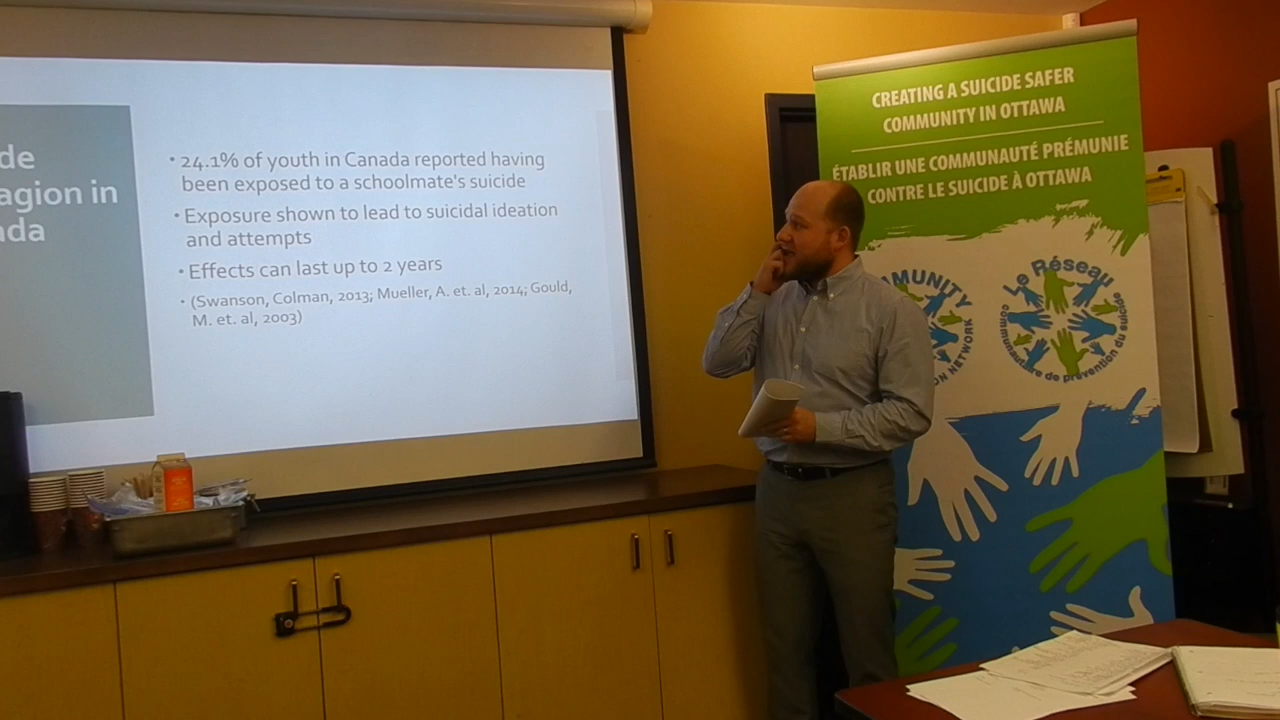 de
agion in
da
• 24.1% of youth in Canada reported having
been exposed to a schoolmate's suicide
• Exposure shown to lead to suicidal ideation
and attempts
• Effects can last up to 2 years
• (Swanson, Colman, 2013; Mueller, A. et. al, 2014; Gould,
M. et. al, 2003)
CREATING A SUICIDE SAFER
COMMUNITY IN OTTAWA
ÉTABLIR UNE COMMUNAUTÉ PRÉMUNIE
CONTRE LE SUICIDE À OTTAWA
MMUNITY
ON NETWORK
Le Réseau
communautaire de prévention du suicide